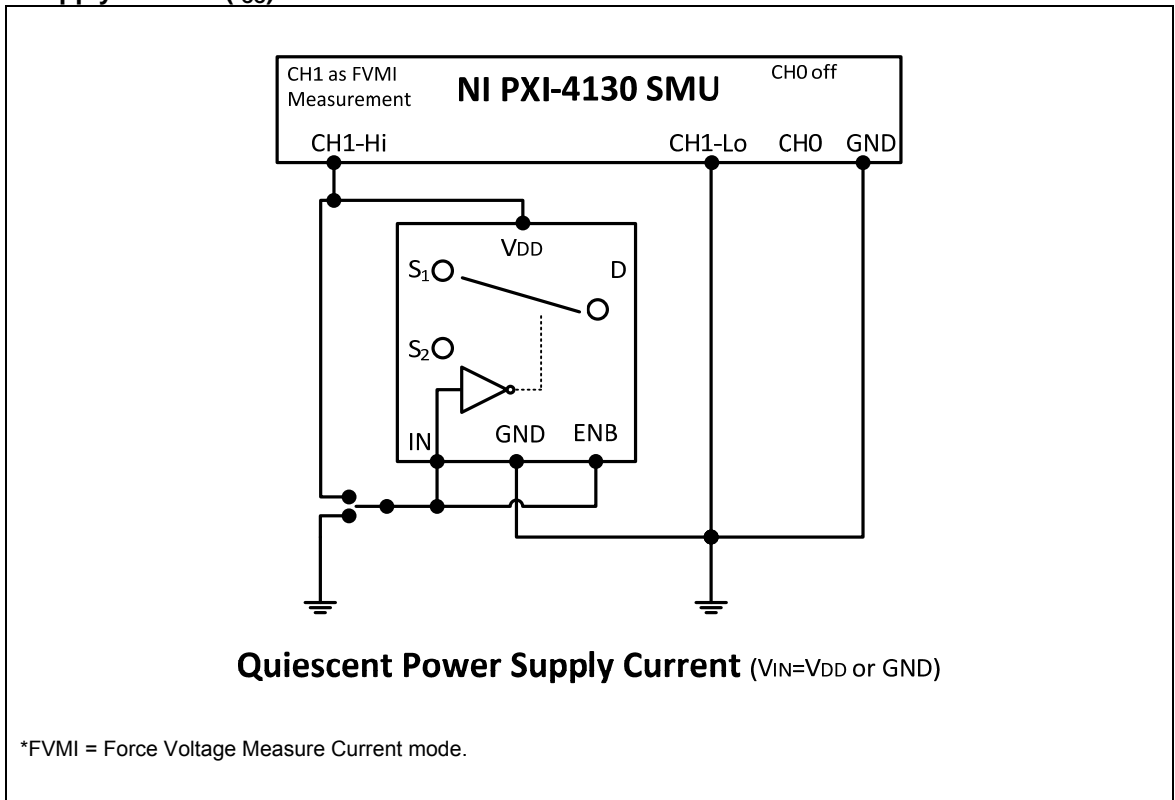 CH1 as FVMI
Measurement
NI PXI-4130 SMU
CH0 off
CH1-Hi
CH1-Lo
CH0
GND
VDD
S1
D
S2
IN
GND
ENB
Quiescent Power Supply Current (VIN=VDD or GND)
*FVMI = Force Voltage Measure Current mode.